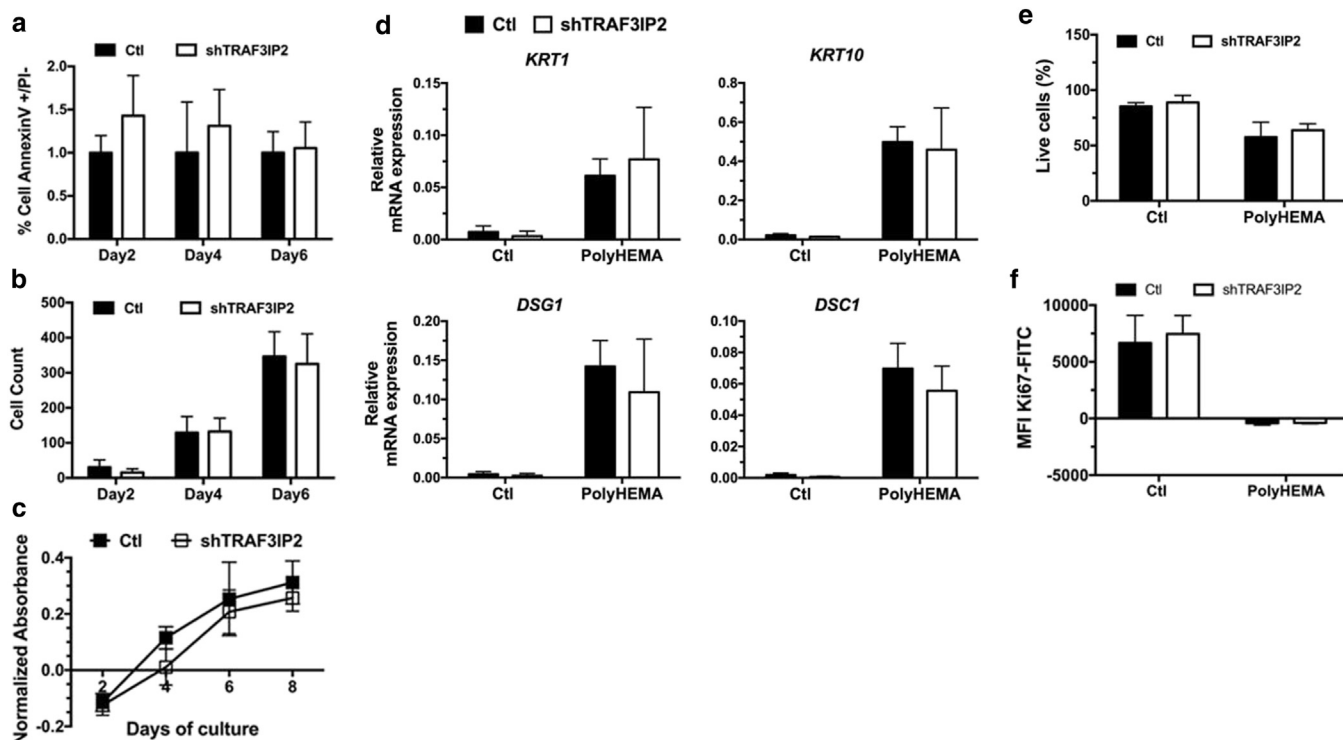 a
Ctl shTRAF3IP2
% Cell AnnexinV +/PI-
2.0
1.5
1.0
0.5
0.0
Day2 Day4 Day6
b
Ctl shTRAF3IP2
Cell Count
500
400
300
200
100
0
Day2 Day4 Day6
c
Ctl shTRAF3IP2
Normalized Absorbance
0.4
0.2
0.0
-0.2
2 4 6 8
Days of culture
d
Ctl shTRAF3IP2
KRT1
Relative
mRNA expression
0.15
0.10
0.05
0.00
Ctl PolyHEMA
KRT10
0.8
0.6
0.4
0.2
0.0
Ctl PolyHEMA
DSG1
Relative
mRNA expression
0.20
0.15
0.10
0.05
0.00
Ctl PolyHEMA
DSC1
0.10
0.08
0.06
0.04
0.02
0.00
Ctl PolyHEMA
e
Ctl shTRAF3IP2
Live cells (%)
150
100
50
0
Ctl PolyHEMA
f
Ctl shTRAF3IP2
MFI Ki67-FITC
10000
5000
0
-5000
Ctl PolyHEMA